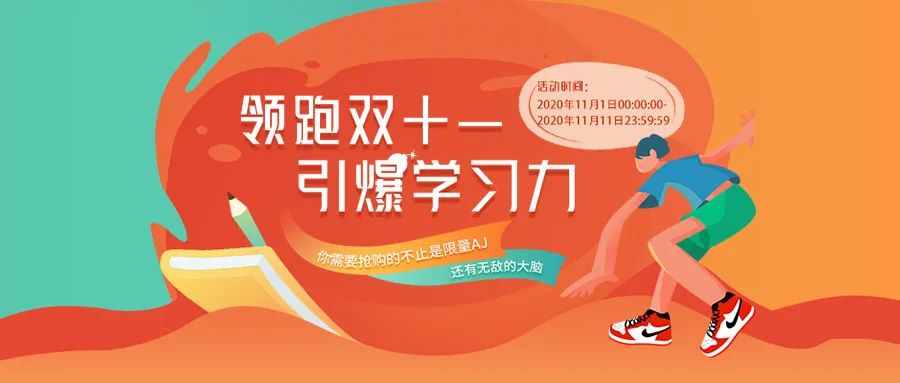 领跑双十一
引爆学习力
活动时间：
2020年11月1日00:00:00-
2020年11月11日23:59:59
你需要抢购的不止是限量AJ
还有无敌的大脑